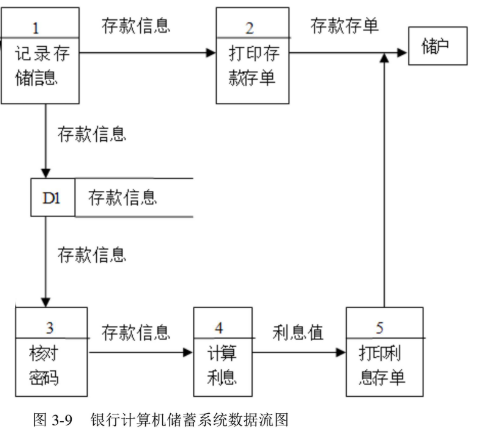 1
记录存
储信息
存款信息
2
打印存
款存单
存款存单
储户
存款信息
D1
存款信息
存款信息
3
核对
密码
存款信息
4
计算
利息
利息值
5
打印利
息存单
图 3-9 银行计算机储蓄系统数据流图